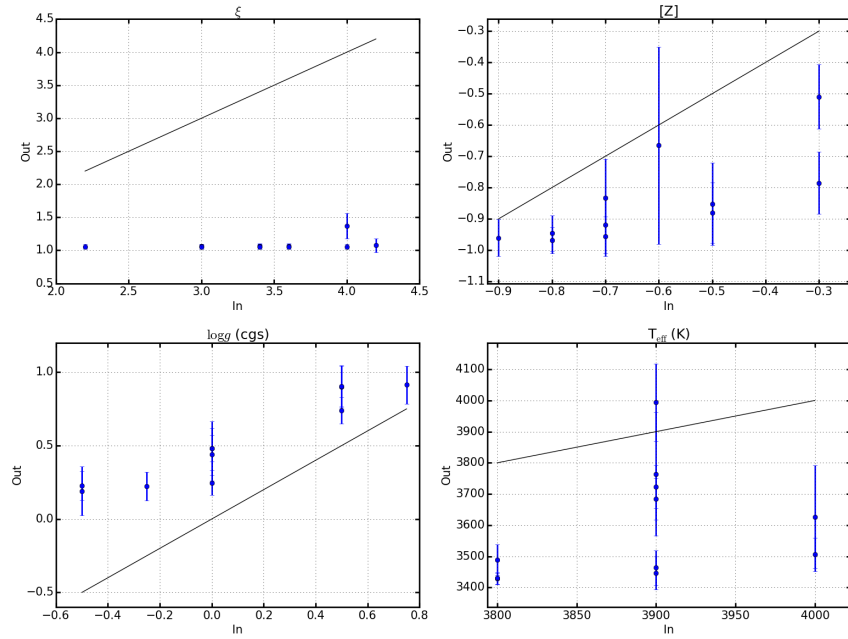 ξ
4.5
4.0
3.5
3.0
2.5
2.0
1.5
1.0
0.5
2.0 2.5 3.0 3.5 4.0 4.5
In
Out
[Z]
−0.3
−0.4
−0.5
−0.6
−0.7
−0.8
−0.9
−1.0
−1.1
−0.9 −0.8 −0.7 −0.6 −0.5 −0.4 −0.3
In
Out
log g (cgs)
1.0
0.5
0.0
−0.5
−0.6 −0.4 −0.2 0.0 0.2 0.4 0.6 0.8
In
Out
T_eff (K)
4100
4000
3900
3800
3700
3600
3500
3400
3800 3850 3900 3950 4000
In
Out